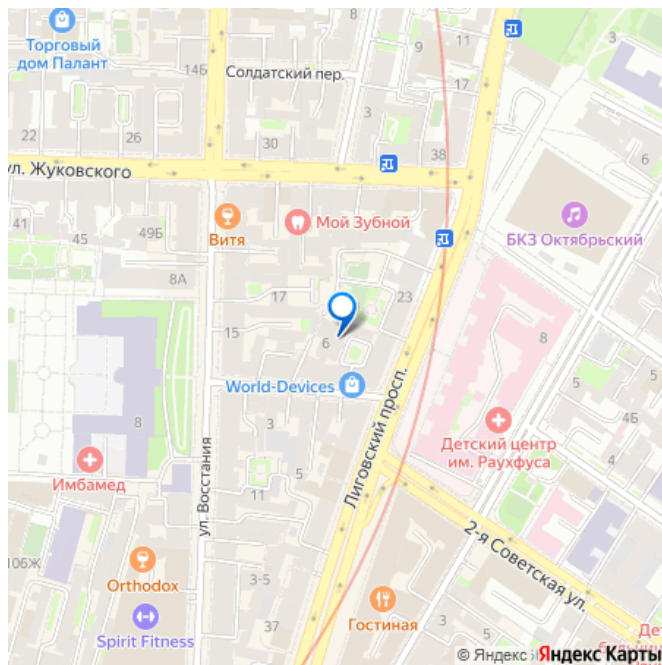 Торговый
дом Палант
14Б
Солдатский пер.
9
11
3
17
3
22
26
30
3
38
6
ул. Жуковского
41
45
49Б
Витя
Мой Зубной
БКЗ Октябрьский
8А
17
23
15
6
8
5
World-Devices
5
4Б
3
8
Детский центр
им. Раухфуса
4
Имбамед
ул. Восстания
11
5
Лиговский просп.
3
2-я Советская ул.
106Ж
Orthodox
3-5
Гостиная
Spirit Fitness
© Яндекс Яндекс Карты